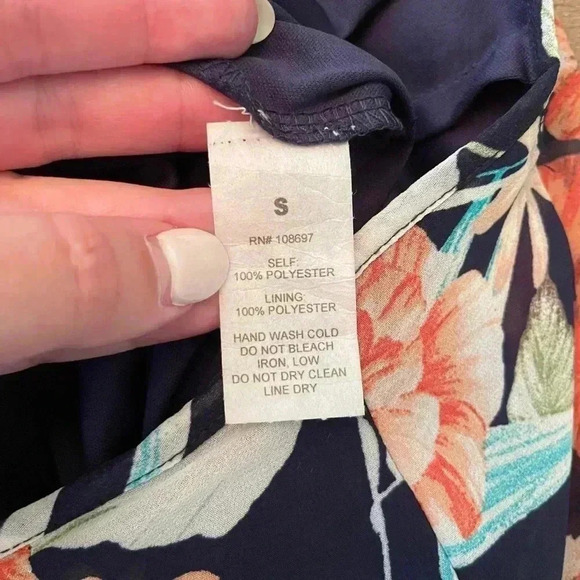 S
RN# 108697
SELF:
100% POLYESTER
LINING:
100% POLYESTER
HAND WASH COLD
DO NOT BLEACH
IRON, LOW
DO NOT DRY CLEAN
LINE DRY